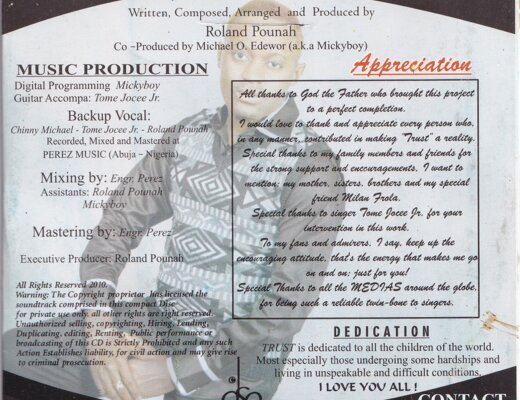 Written, Composed, Arranged and Produced by
Roland Pounah
Co -Produced by Michael O. Edewor (a.k.a Mickyboy)
MUSIC PRODUCTION
Digital Programming Mickyboy
Guitar Accompa: Tome Jocee Jr.
Backup Vocal:
Chinny Michael - Tome Jocee Jr. - Roland Pounah
Recorded, Mixed and Mastered at
PEREZ MUSIC (Abuja – Nigeria)
Mixing by: Engr. Perez
Assistants: Roland Pounah
Mickyboy
Mastering by: Engr. Perez
Executive Producer: Roland Pounah
All Rights Reserved 2010.
Warning: The Copyright proprietor has licensed the
soundtrack comprised in this compact Disc
for private use only. all other rights are right reserved.
Unauthorized selling, copyrighting, Hiring, Lending,
Duplicating, editing, Renting, Public performance or
broadcasting of this CD is Strictly Prohibited and any such
Action Establishes liability, for civil action and may give rise
to criminal prosecution.
Appreciation
All thanks to God the Father who brought this project
to a perfect completion.
I would love to thank and appreciate every person who,
in any manner, contributed in making "Trust" a reality.
Special thanks to my family members and friends for
the strong support and encouragements. I want to
mention: my mother, sisters, brothers and my special
friend Milan Frola.
Special thanks to singer Tome Jocee Jr. for your
intervention in this work.
To my fans and admirers. I say, keep up the
encouraging attitude, that's the energy that makes me go
on and on; just for you!
Special Thanks to all the MEDIAS around the globe,
for being such a reliable twin-bone to singers.
DEDICATION
TRUST is dedicated to all the children of the world.
Most especially those undergoing some hardships and
living in unspeakable and difficult conditions.
I LOVE YOU ALL !
CONTACT